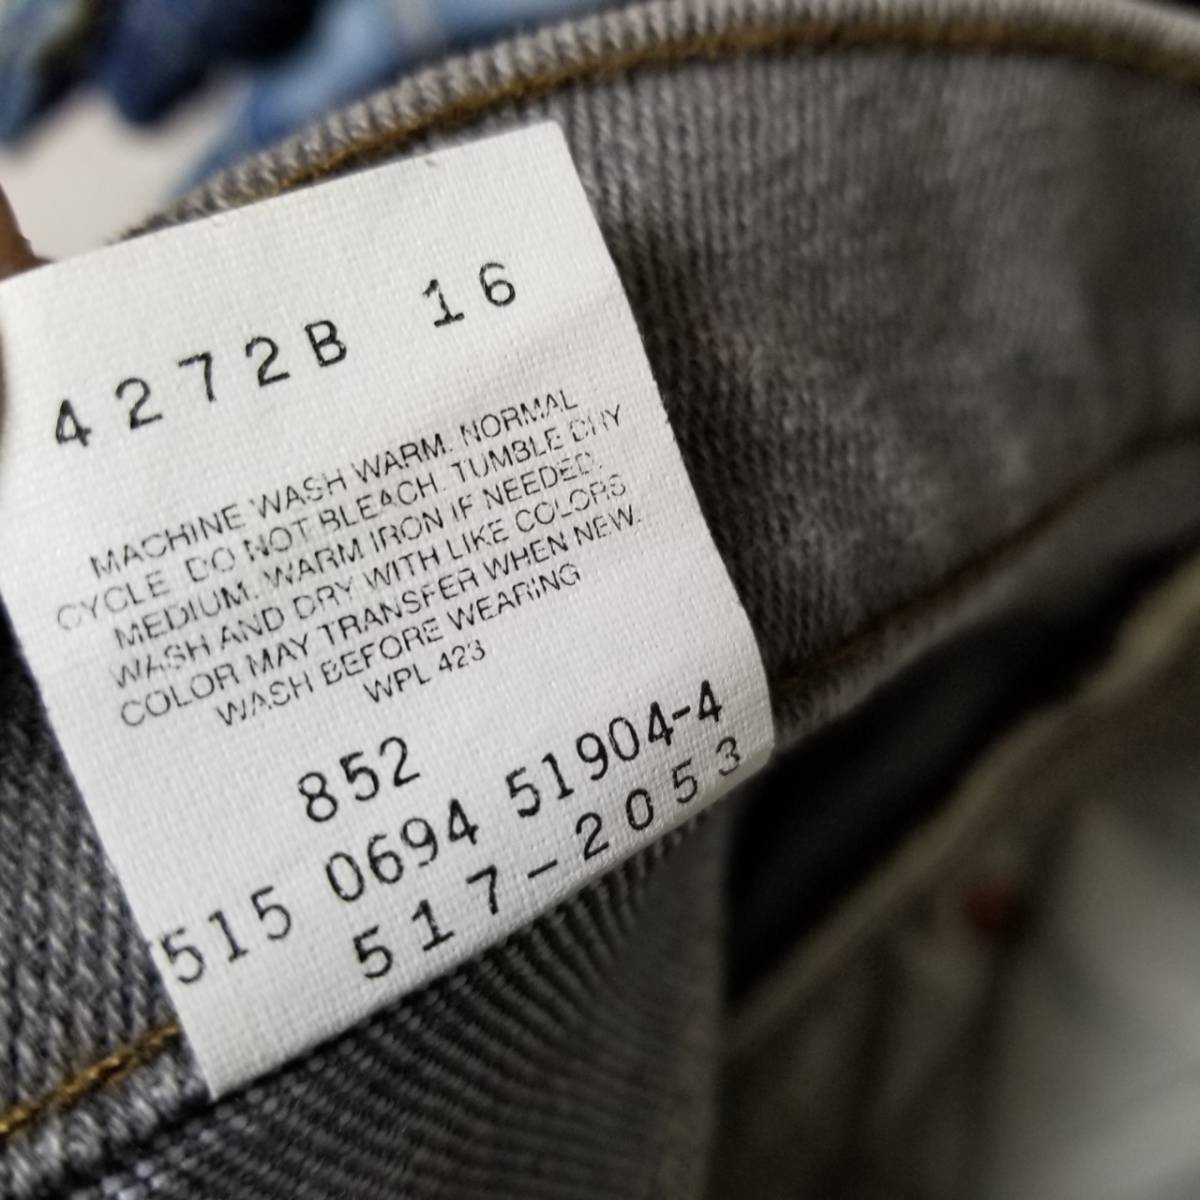 4272B 16
MACHINE WASH WARM. NORMAL
CYCLE. DO NOT BLEACH. TUMBLE DRY
MEDIUM. WARM IRON IF NEEDED.
WASH AND DRY WITH LIKE COLORS
COLOR MAY TRANSFER WHEN NEW.
WASH BEFORE WEARING
WPL 423
852
515 0694 51904-4
517-2053